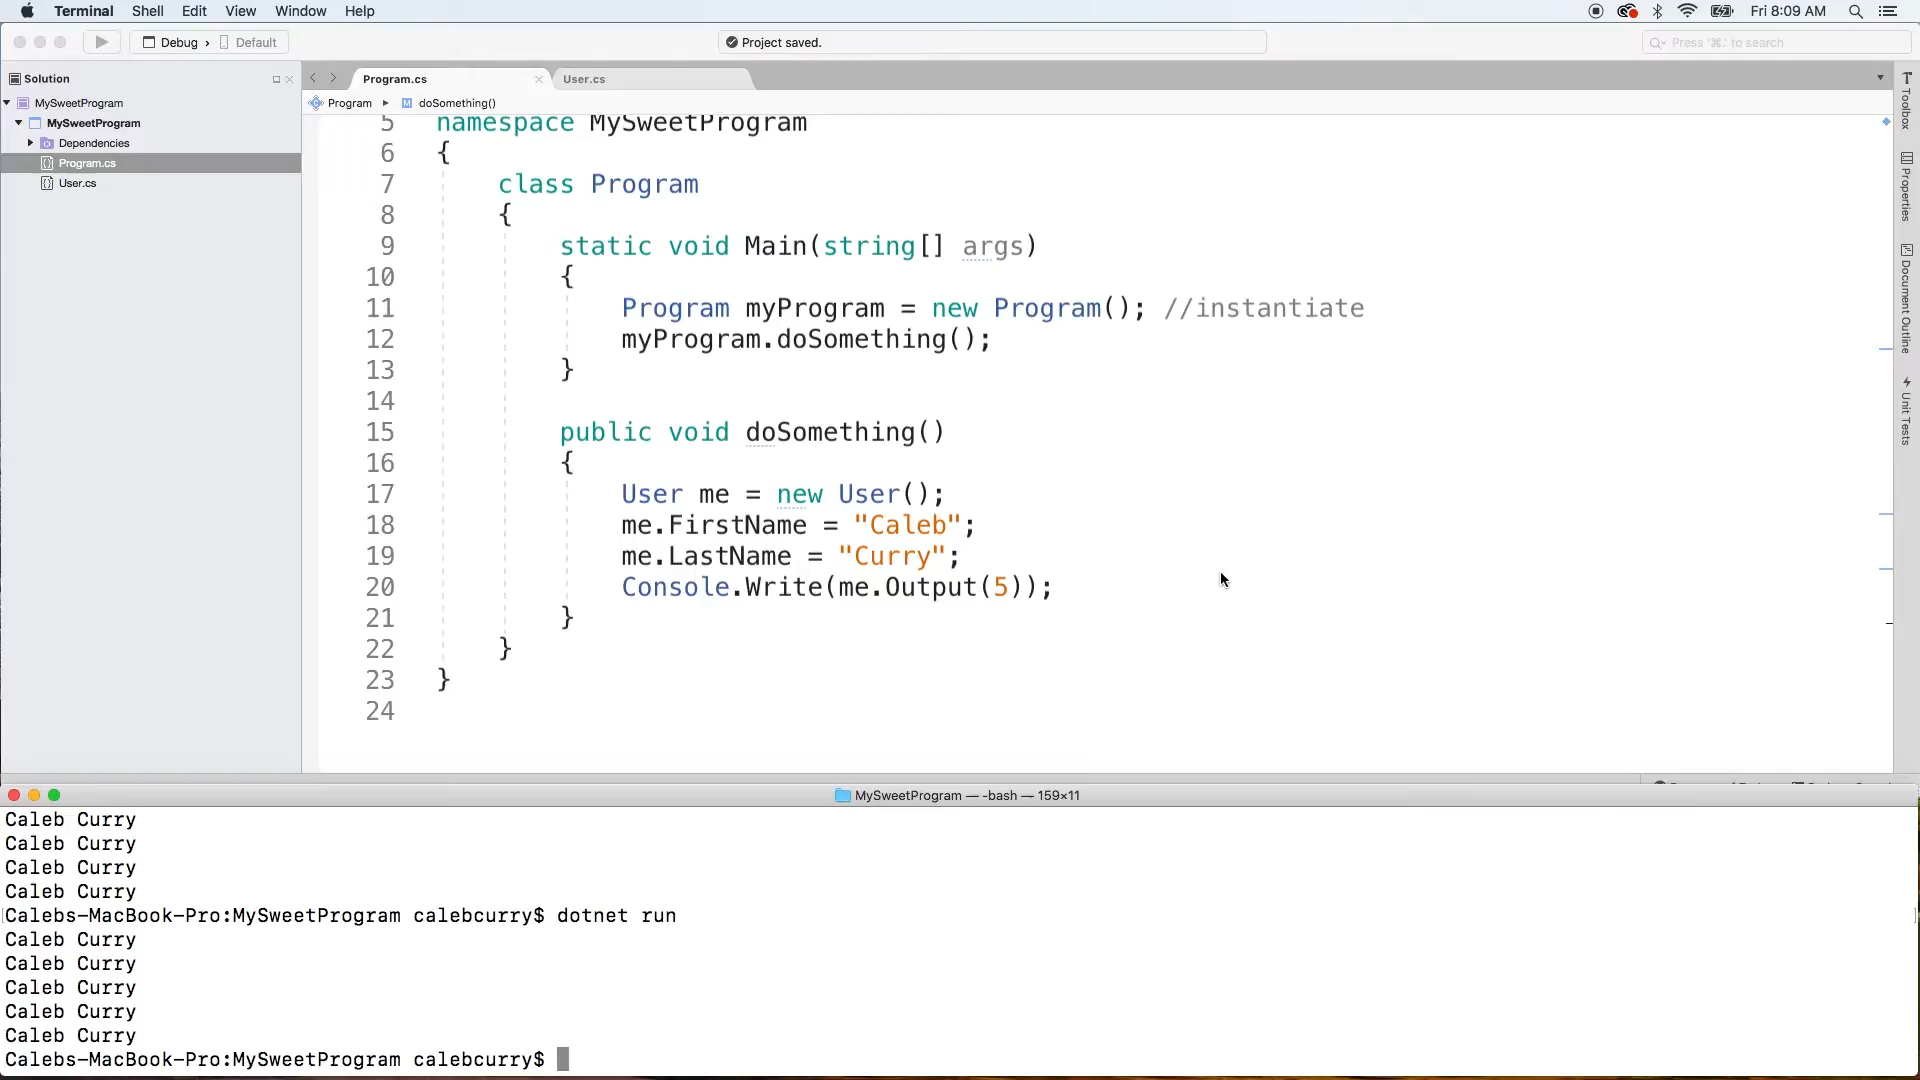 Terminal Shell Edit View Window Help Fri 8:09 AM
Debug › Default Project saved. Press '⌘.' to search
Solution Program.cs User.cs
MySweetProgram Program ▸ doSomething()
MySweetProgram
Dependencies
Program.cs
User.cs
5 namespace MySweetProgram
6 {
7 class Program
8 {
9 static void Main(string[] args)
10 {
11 Program myProgram = new Program(); //instantiate
12 myProgram.doSomething();
13 }
14
15 public void doSomething()
16 {
17 User me = new User();
18 me.FirstName = "Caleb";
19 me.LastName = "Curry";
20 Console.Write(me.Output(5));
21 }
22 }
23 }
24
Toolbox
Properties
Document Outline
Unit Tests
MySweetProgram — -bash — 159×11
Caleb Curry
Caleb Curry
Caleb Curry
Caleb Curry
Calebs-MacBook-Pro:MySweetProgram calebcurry$ dotnet run
Caleb Curry
Caleb Curry
Caleb Curry
Caleb Curry
Caleb Curry
Calebs-MacBook-Pro:MySweetProgram calebcurry$